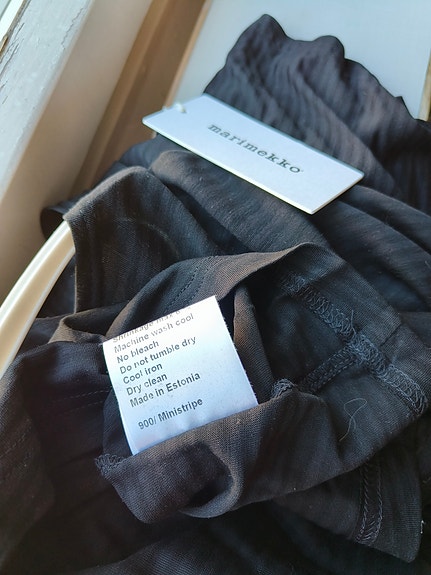 marimekko
Shrinkage
Machine wash cool
No bleach
Do not tumble dry
Cool iron
Dry clean
Made in Estonia
900/ Ministripe